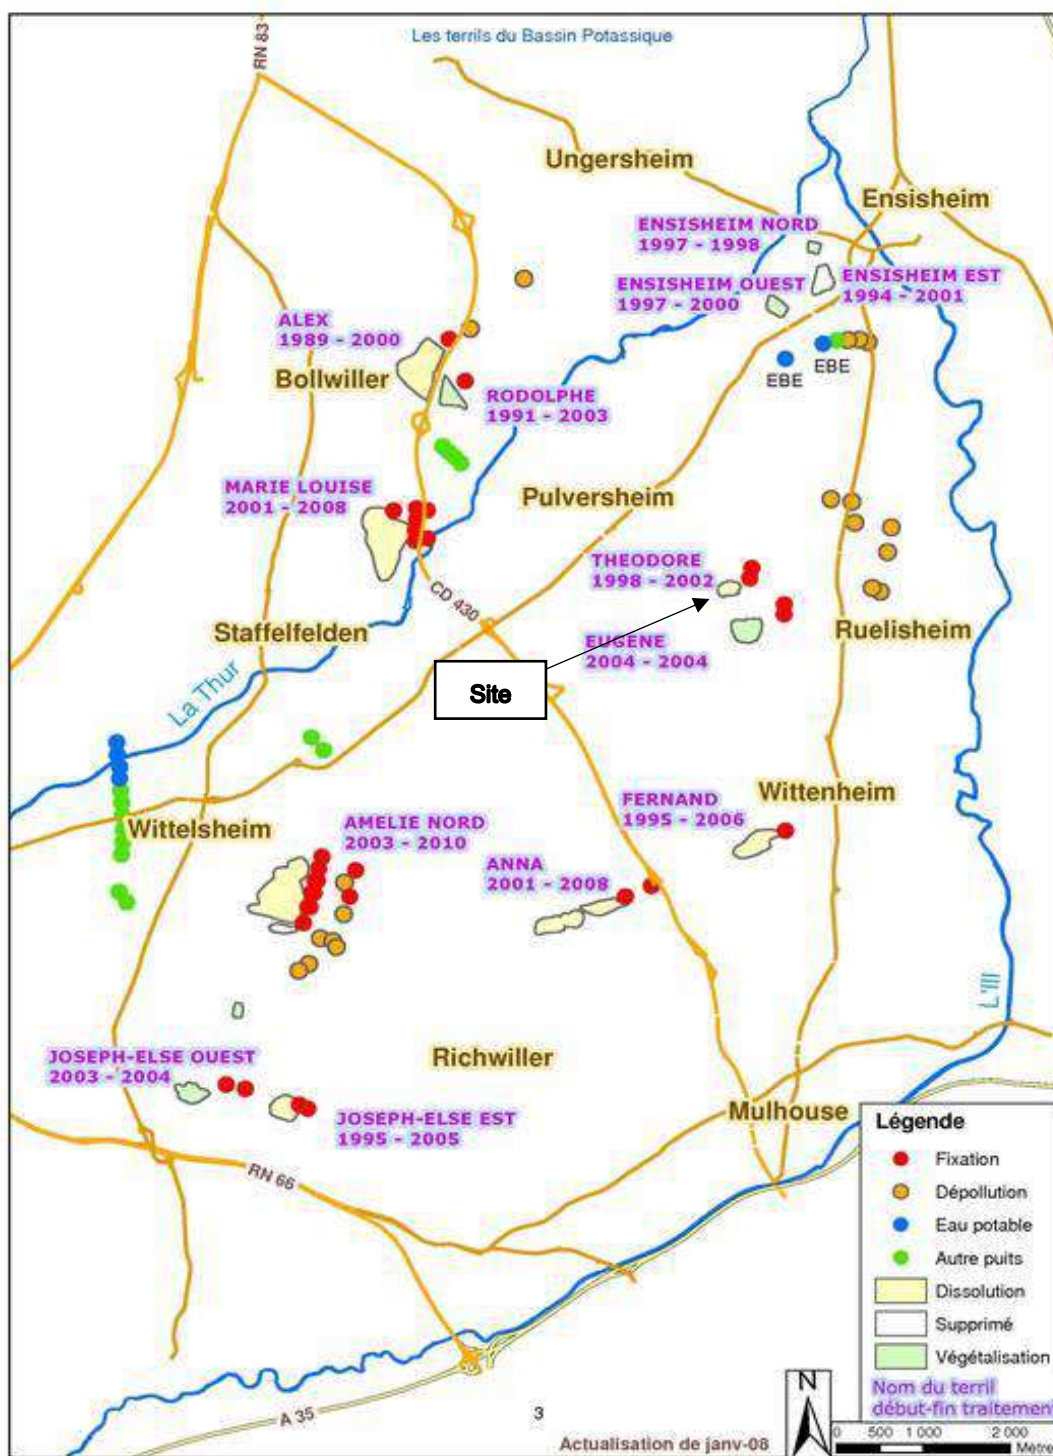 Les terrils du Bassin Potassique
RN 83
Ungersheim
Ensisheim
ENSISHEIM NORD
1997 - 1998
ENSISHEIM OUEST
1997 - 2000
ENSISHEIM EST
1994 - 2001
ALEX
1989 - 2000
Bollwiller
EBE
EBE
RODOLPHE
1991 - 2003
MARIE LOUISE
2001 - 2008
Pulversheim
THEODORE
1998 - 2002
CD 430
Staffelfelden
EUGENE
2004 - 2004
Ruelisheim
Site
La Thur
Wittelsheim
AMELIE NORD
2003 - 2010
FERNAND
1995 - 2006
Wittenheim
ANNA
2001 - 2008
L'Ill
JOSEPH-ELSE OUEST
2003 - 2004
Richwiller
JOSEPH-ELSE EST
1995 - 2005
Mulhouse
RN 66
A 35
Légende
Fixation
Dépollution
Eau potable
Autre puits
Dissolution
Supprimé
Végétalisation
Nom du terril
début-fin traitement
N
0 500 1 000 2 000
3
Actualisation de janv-08